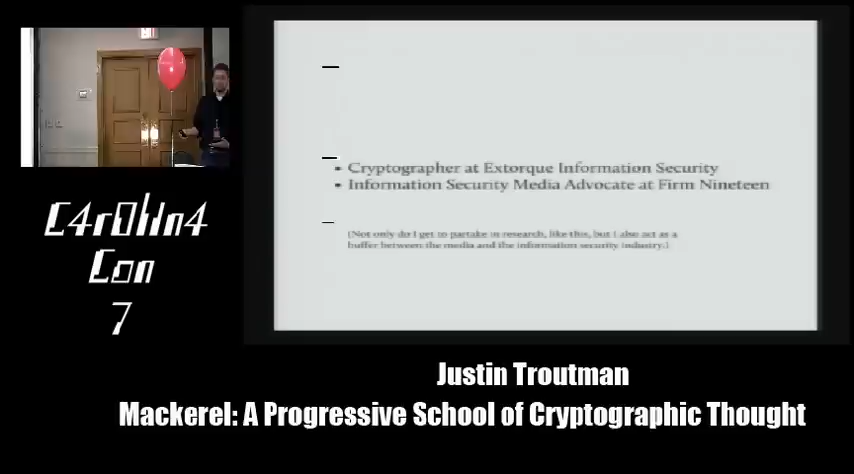 C4r0l1n4
Con
7
• Cryptographer at Extorque Information Security
• Information Security Media Advocate at Firm Nineteen
(Not only do I get to partake in research, like this, but I also act as a
buffer between the media and the information security industry.)
Justin Troutman
Mackerel: A Progressive School of Cryptographic Thought